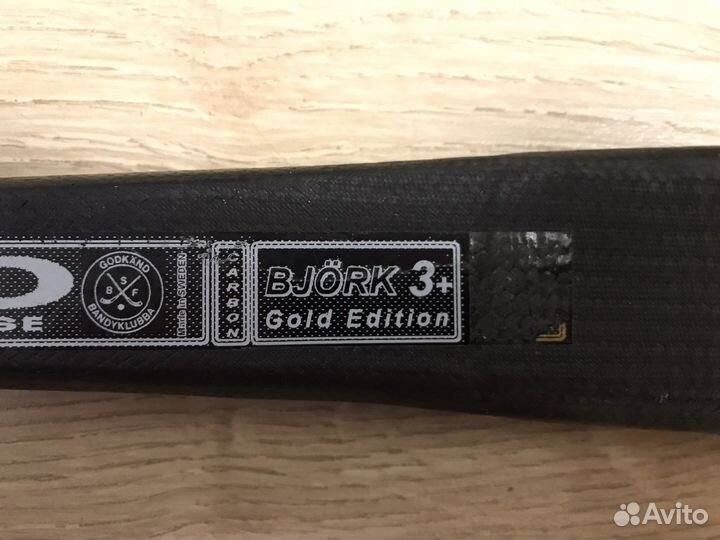 O
SE
GODKÄND
S
B F
BANDYKLUBBA
Made in SWEDEN
CARBON
BJÖRK 3+
Gold Edition
Avito